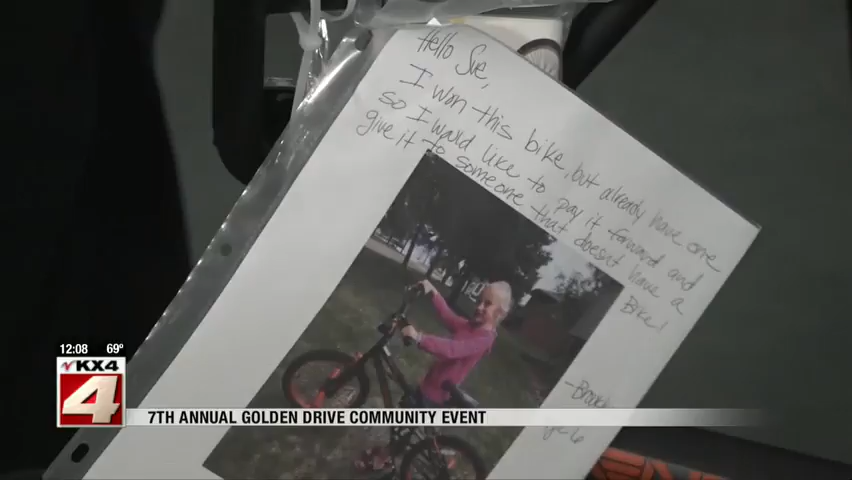 Hello Sue,
I won this bike, but already have one
so I would like to pay it forward and
give it to someone that doesn't have a
Bike!
12:08 69°
KX4
4
7TH ANNUAL GOLDEN DRIVE COMMUNITY EVENT